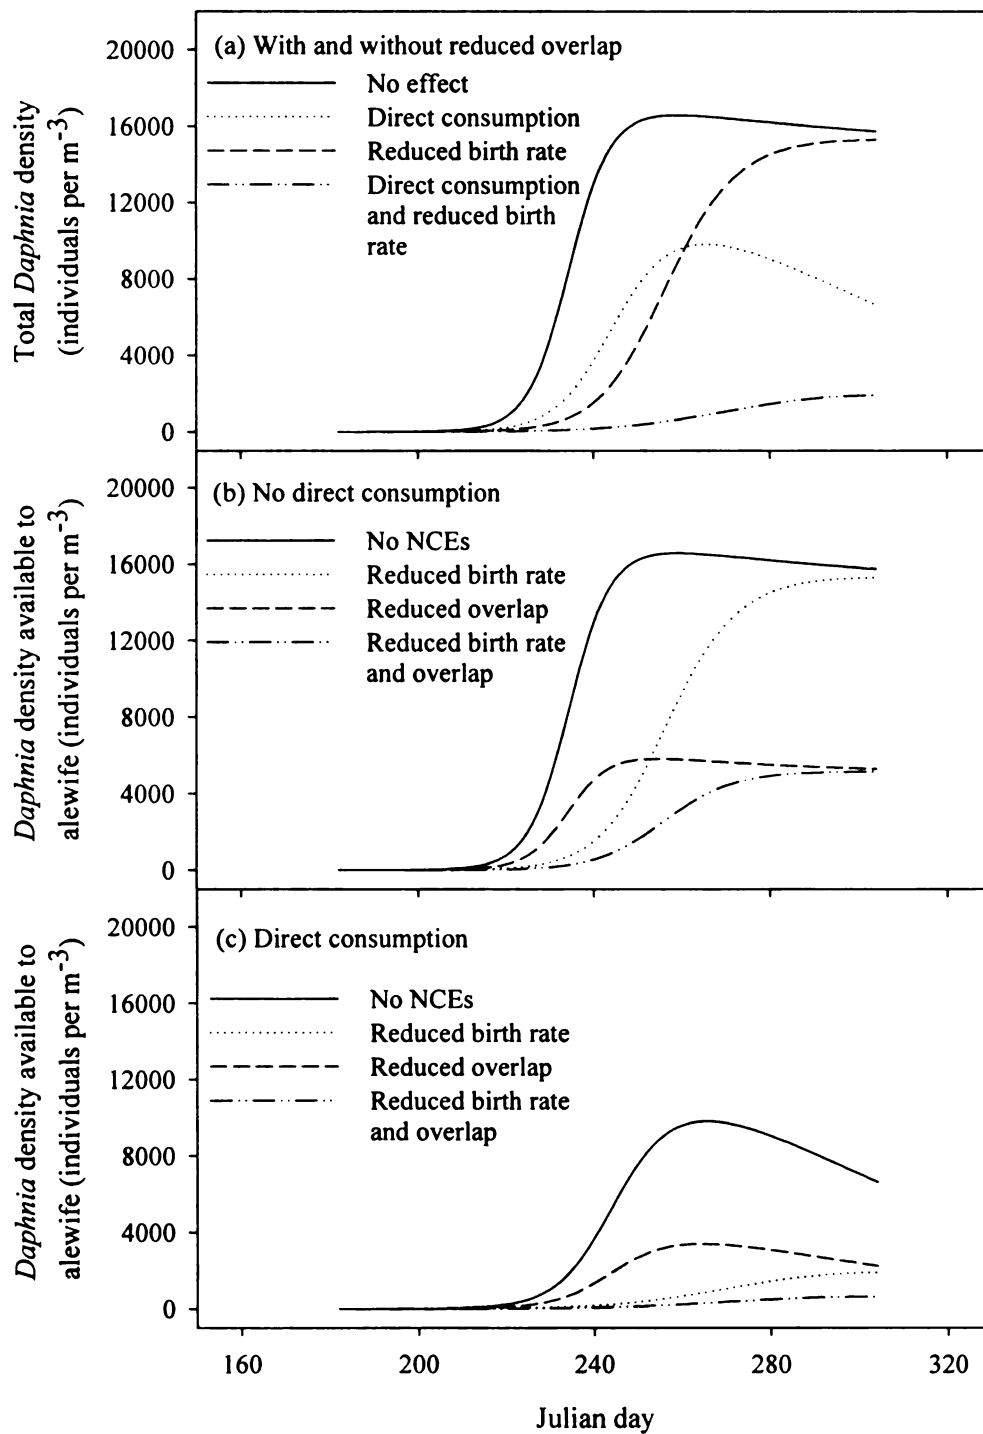 (a) With and without reduced overlap
No effect
Direct consumption
Reduced birth rate
Direct consumption
and reduced birth
rate
Total Daphnia density
(individuals per m⁻³)
20000
16000
12000
8000
4000
0
(b) No direct consumption
No NCEs
Reduced birth rate
Reduced overlap
Reduced birth rate
and overlap
Daphnia density available to
alewife (individuals per m⁻³)
20000
16000
12000
8000
4000
0
(c) Direct consumption
No NCEs
Reduced birth rate
Reduced overlap
Reduced birth rate
and overlap
Daphnia density available to
alewife (individuals per m⁻³)
20000
16000
12000
8000
4000
0
160 200 240 280 320
Julian day